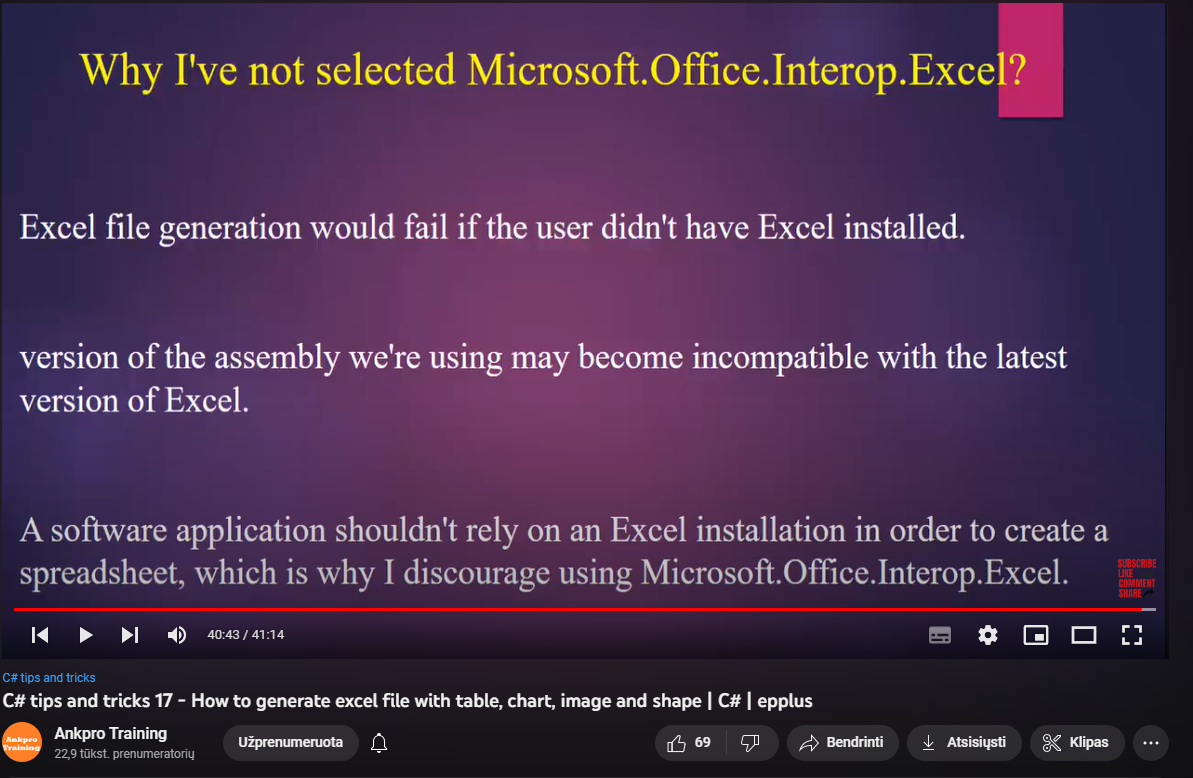 Why I've not selected Microsoft.Office.Interop.Excel?
Excel file generation would fail if the user didn't have Excel installed.
version of the assembly we're using may become incompatible with the latest
version of Excel.
A software application shouldn't rely on an Excel installation in order to create a
spreadsheet, which is why I discourage using Microsoft.Office.Interop.Excel.
SUBSCRIBE
LIKE
COMMENT
SHARE
40:43 / 41:14
C# tips and tricks
C# tips and tricks 17 - How to generate excel file with table, chart, image and shape | C# | epplus
Ankpro
Training
Ankpro Training
22,9 tūkst. prenumeratorių
Užprenumeruota
69
Bendrinti
Atsisiųsti
Klipas